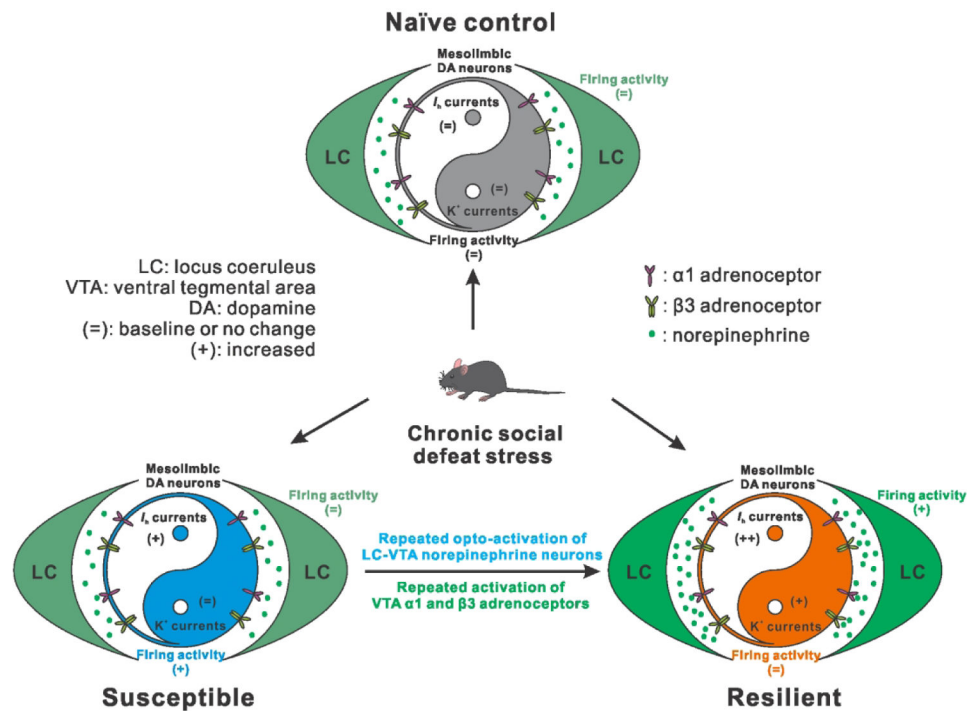 Naïve control
Mesolimbic
DA neurons
Firing activity
(=)
Iₕ currents
(=)
LC
LC
(=)
K⁺ currents
Firing activity
(=)
LC: locus coeruleus
VTA: ventral tegmental area
DA: dopamine
(=): baseline or no change
(+): increased
: α1 adrenoceptor
: β3 adrenoceptor
: norepinephrine
Chronic social
defeat stress
Mesolimbic
DA neurons
Firing activity
(=)
Iₕ currents
(+)
LC
LC
(=)
K⁺ currents
Firing activity
(+)
Susceptible
Repeated opto-activation of
LC-VTA norepinephrine neurons
Repeated activation of
VTA α1 and β3 adrenoceptors
Mesolimbic
DA neurons
Firing activity
(+)
Iₕ currents
(++)
LC
LC
(+)
K⁺ currents
Firing activity
(=)
Resilient